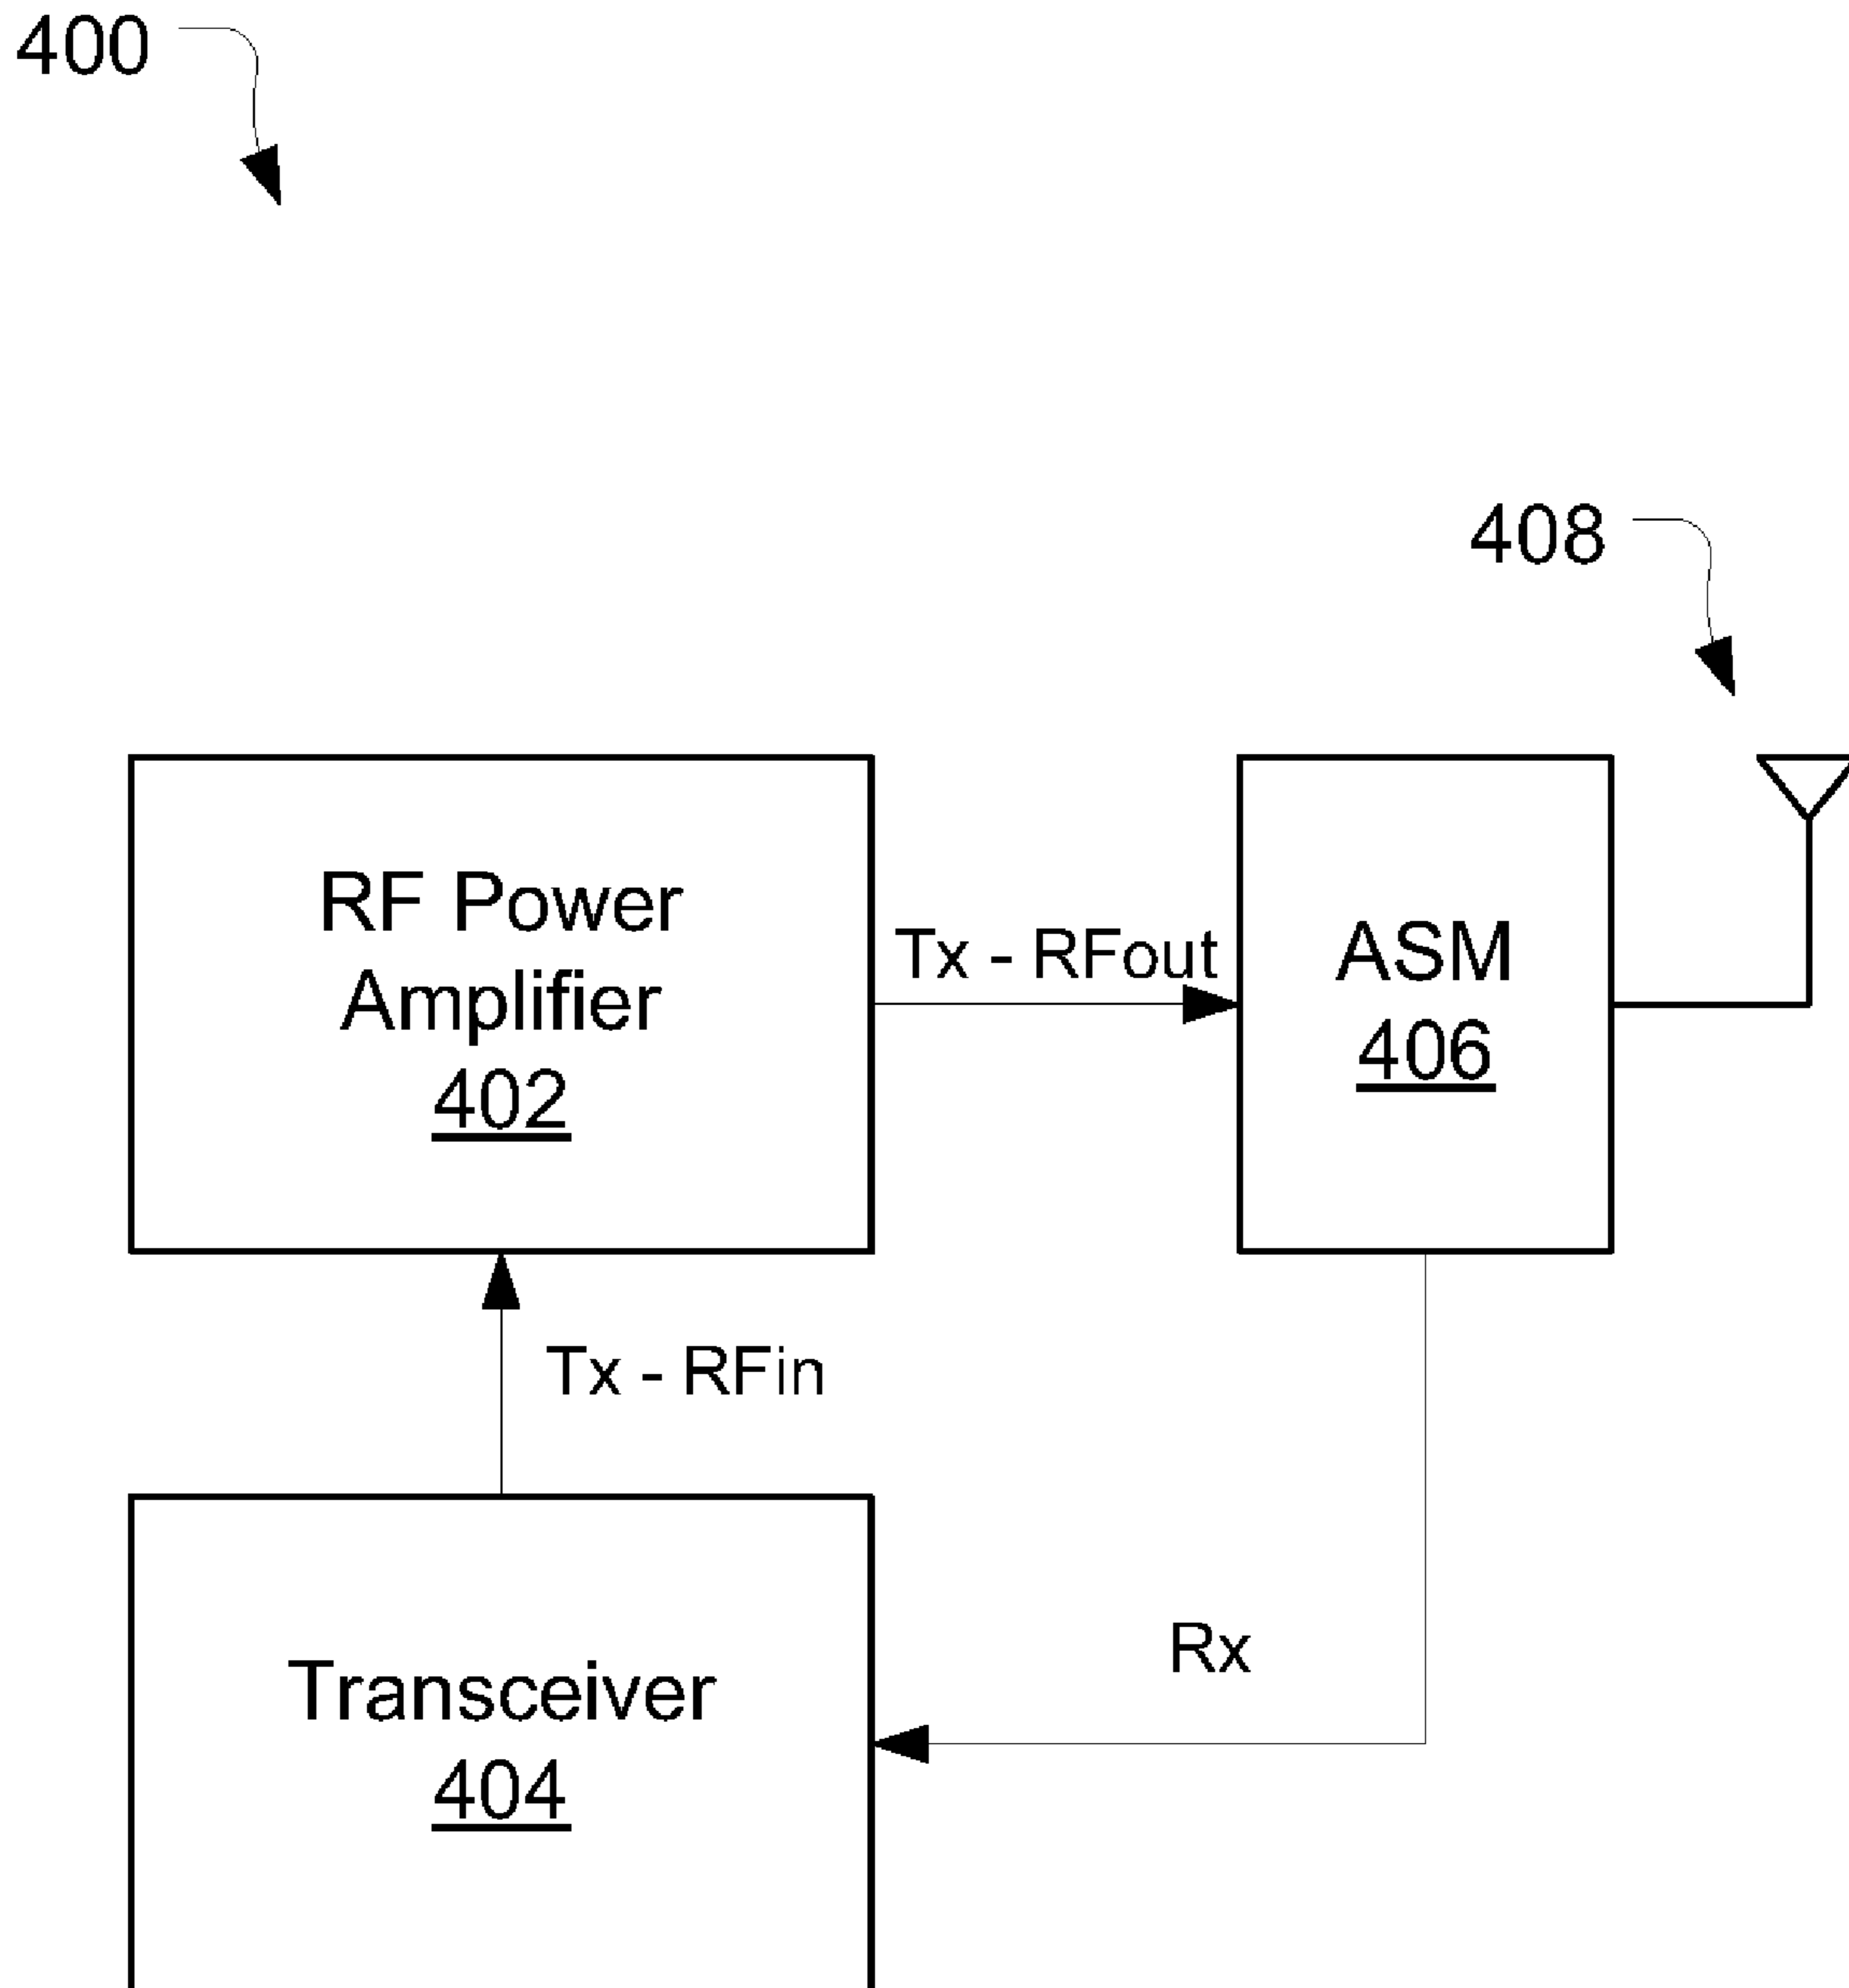 400
408
RF Power
Amplifier
402
Tx - RFout
ASM
406
Tx - RFin
Rx
Transceiver
404